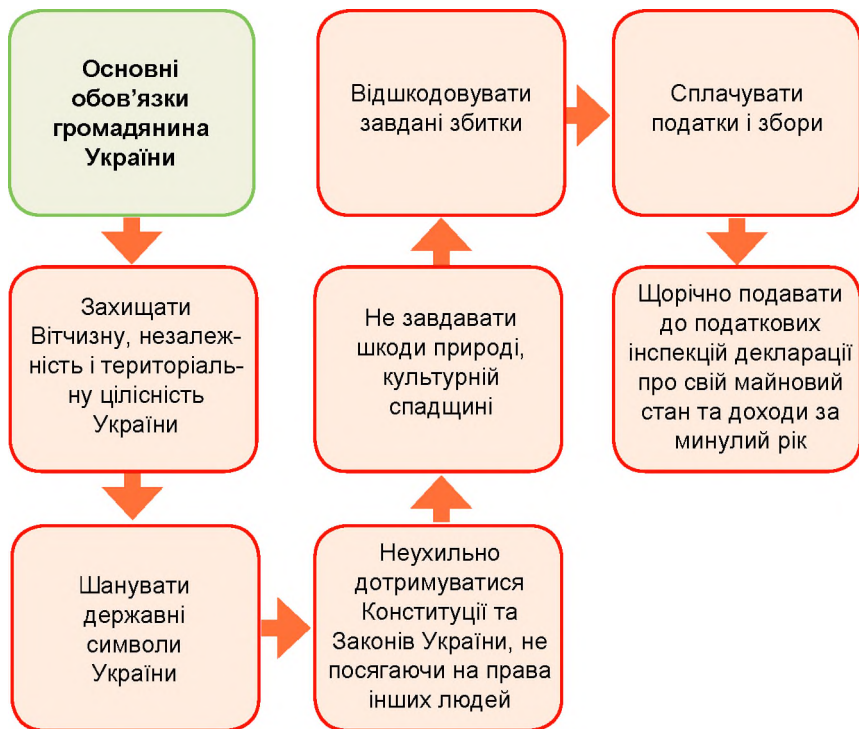 Основні
обов’язки
громадянина
України
Захищати
Вітчизну, незалеж-
ність і територіаль-
ну цілісність
України
Шанувати
державні
символи
України
Неухильно
дотримуватися
Конституції та
Законів України, не
посягаючи на права
інших людей
Не завдавати
шкоди природі,
культурній
спадщині
Відшкодовувати
завдані збитки
Сплачувати
податки і збори
Щорічно подавати
до податкових
інспекцій декларації
про свій майновий
стан та доходи за
минулий рік